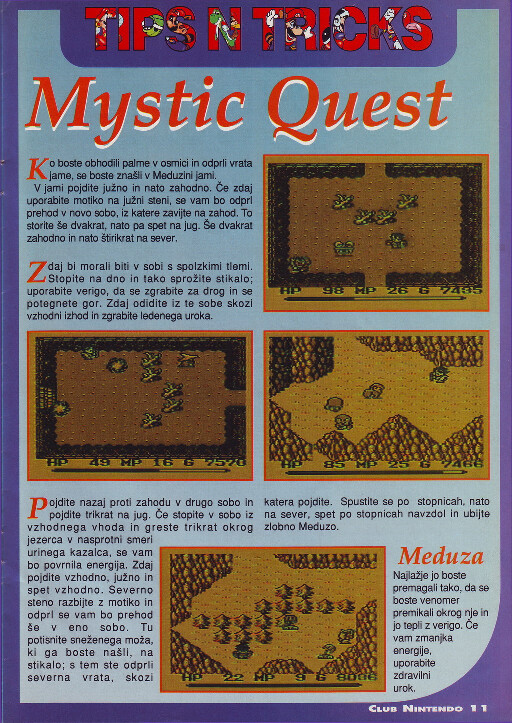 TIPS N TRICKS
Mystic Quest
Ko boste obhodili palme v osmici in odprli vrata
jame, se boste znašli v Meduzini jami.
V jami pojdite južno in nato zahodno. Če zdaj
uporabite motiko na južni steni, se vam bo odprl
prehod v novo sobo, iz katere zavijte na zahod. To
storite še dvakrat, nato pa spet na jug. Še dvakrat
zahodno in nato štirikrat na sever.
Zdaj bi morali biti v sobi s spolzkimi tlemi.
Stopite na dno in tako sprožite stikalo;
uporabite verigo, da se zgrabite za drog in se
potegnete gor. Zdaj odidite iz te sobe skozi
vzhodni izhod in zgrabite ledenega uroka.
HP 98 MP 26 G 7495
HP 49 MP 16 G 7578
HP 85 MP 25 G 7466
Pojdite nazaj proti zahodu v drugo sobo in
pojdite trikrat na jug. Če stopite v sobo iz
vzhodnega vhoda in greste trikrat okrog
jezerca v nasprotni smeri
urinega kazalca, se vam
bo povrnila energija. Zdaj
pojdite vzhodno, južno in
spet vzhodno. Severno
steno razbijte z motiko in
odprl se vam bo prehod
še v eno sobo. Tu
potisnite sneženega moža,
ki ga boste našli, na
stikalo; s tem ste odprli
severna vrata, skozi
katera pojdite. Spustite se po stopnicah, nato
na sever, spet po stopnicah navzdol in ubijte
zlobno Meduzo.
HP 22 MP 9 G 8086
Meduza
Najlažje jo boste
premagali tako, da se
boste venomer
premikali okrog nje in
jo tepli z verigo. Če
vam zmanjka
energije,
uporabite
zdravilni
urok.
CLUB NINTENDO 11